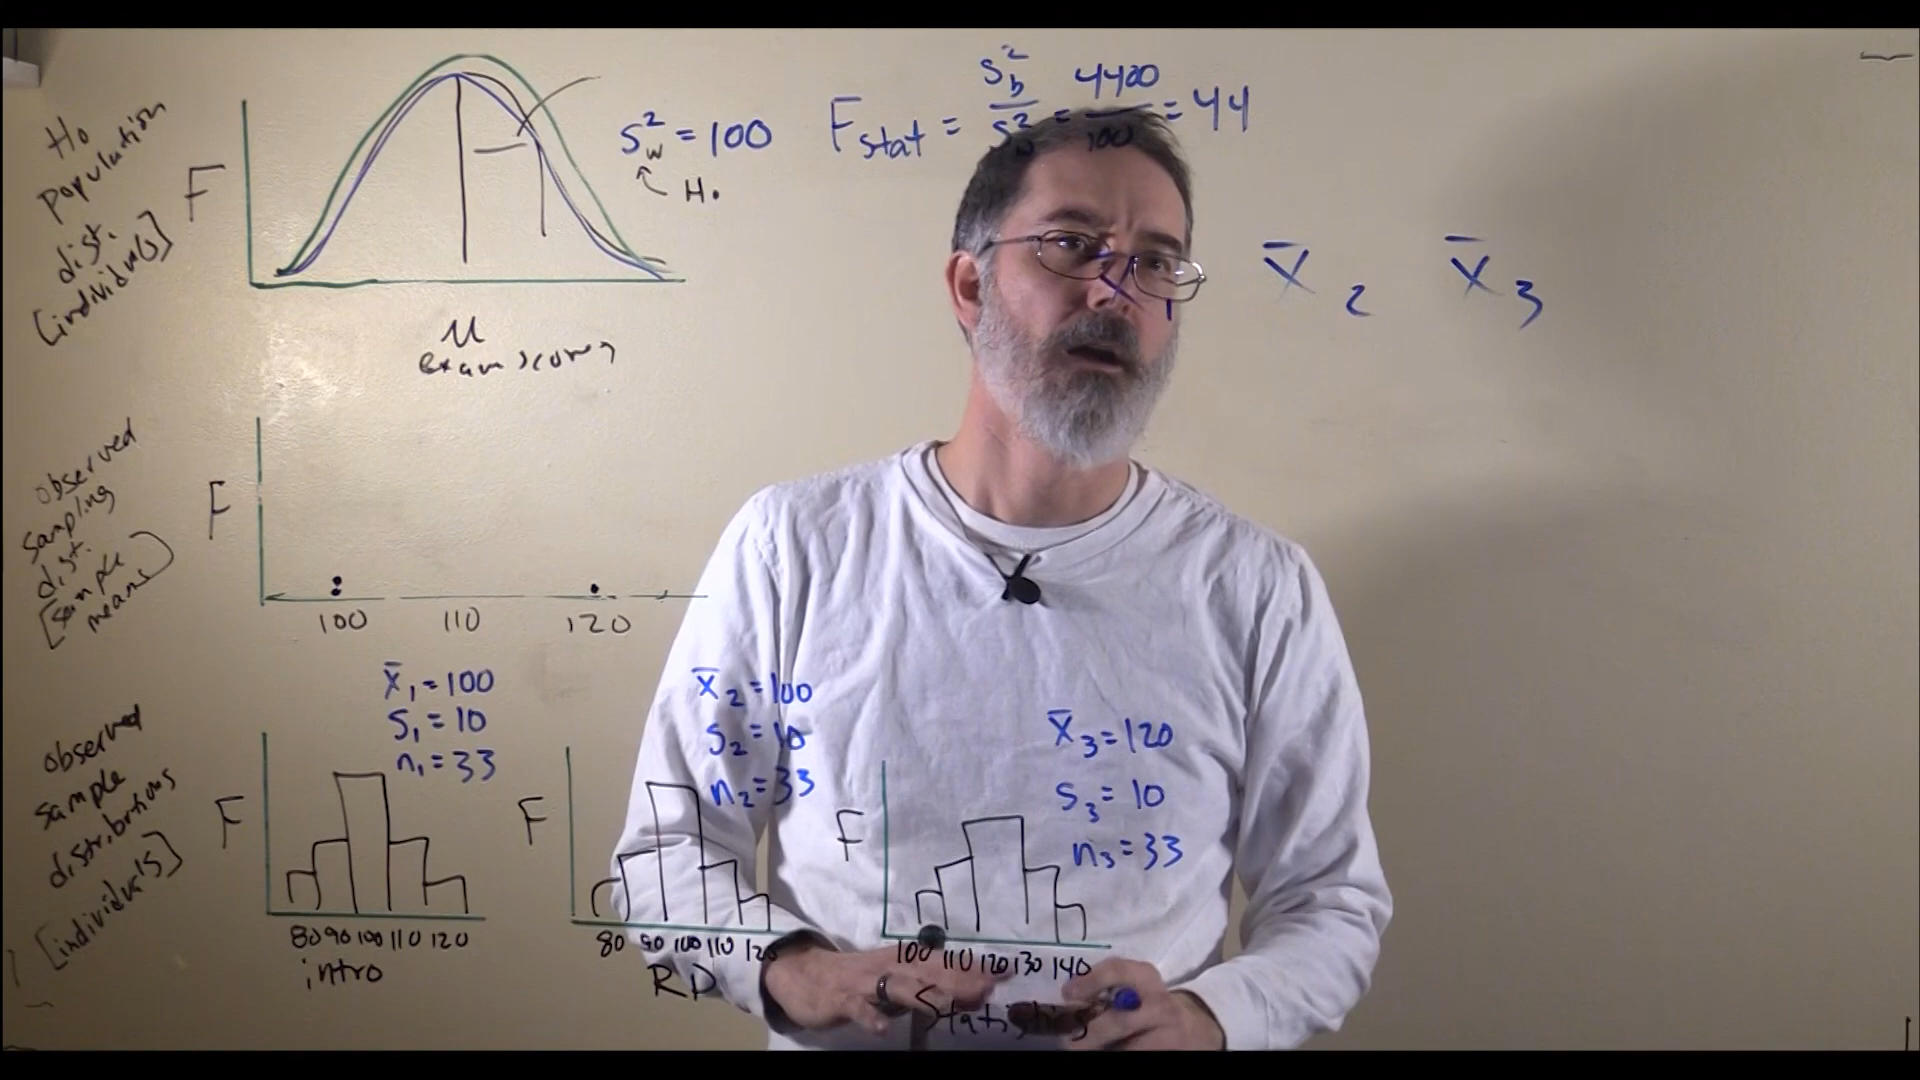 Ho
population
dist.
[individuals]
F
μ
exam scores
s²w = 100
Ho
Fstat = s²b / s²w = 4400 / 100 = 44
x̄1 x̄2 x̄3
observed
sampling
dist.
[sample
means]
F
100 110 120
observed
sample
distributions
[individuals]
x̄1 = 100
s1 = 10
n1 = 33
F
80 90 100 110 120
intro
x̄2 = 100
s2 = 10
n2 = 33
F
80 90 100 110 120
RD
x̄3 = 120
s3 = 10
n3 = 33
F
100 110 120 130 140
Statistics